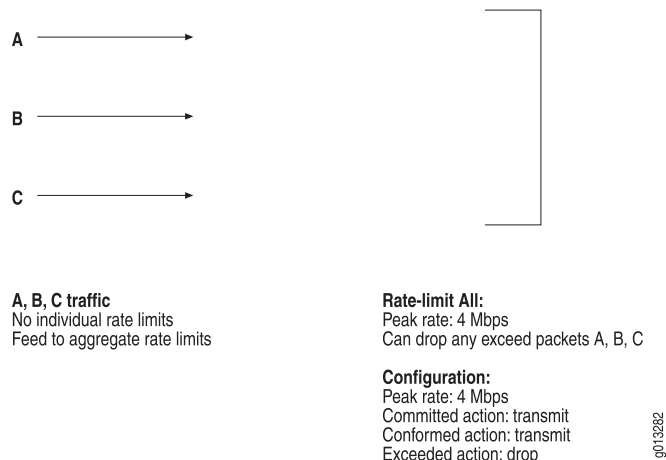 A
B
C
A, B, C traffic
No individual rate limits
Feed to aggregate rate limits
Rate-limit All:
Peak rate: 4 Mbps
Can drop any exceed packets A, B, C
Configuration:
Peak rate: 4 Mbps
Committed action: transmit
Conformed action: transmit
Exceeded action: drop
g013282